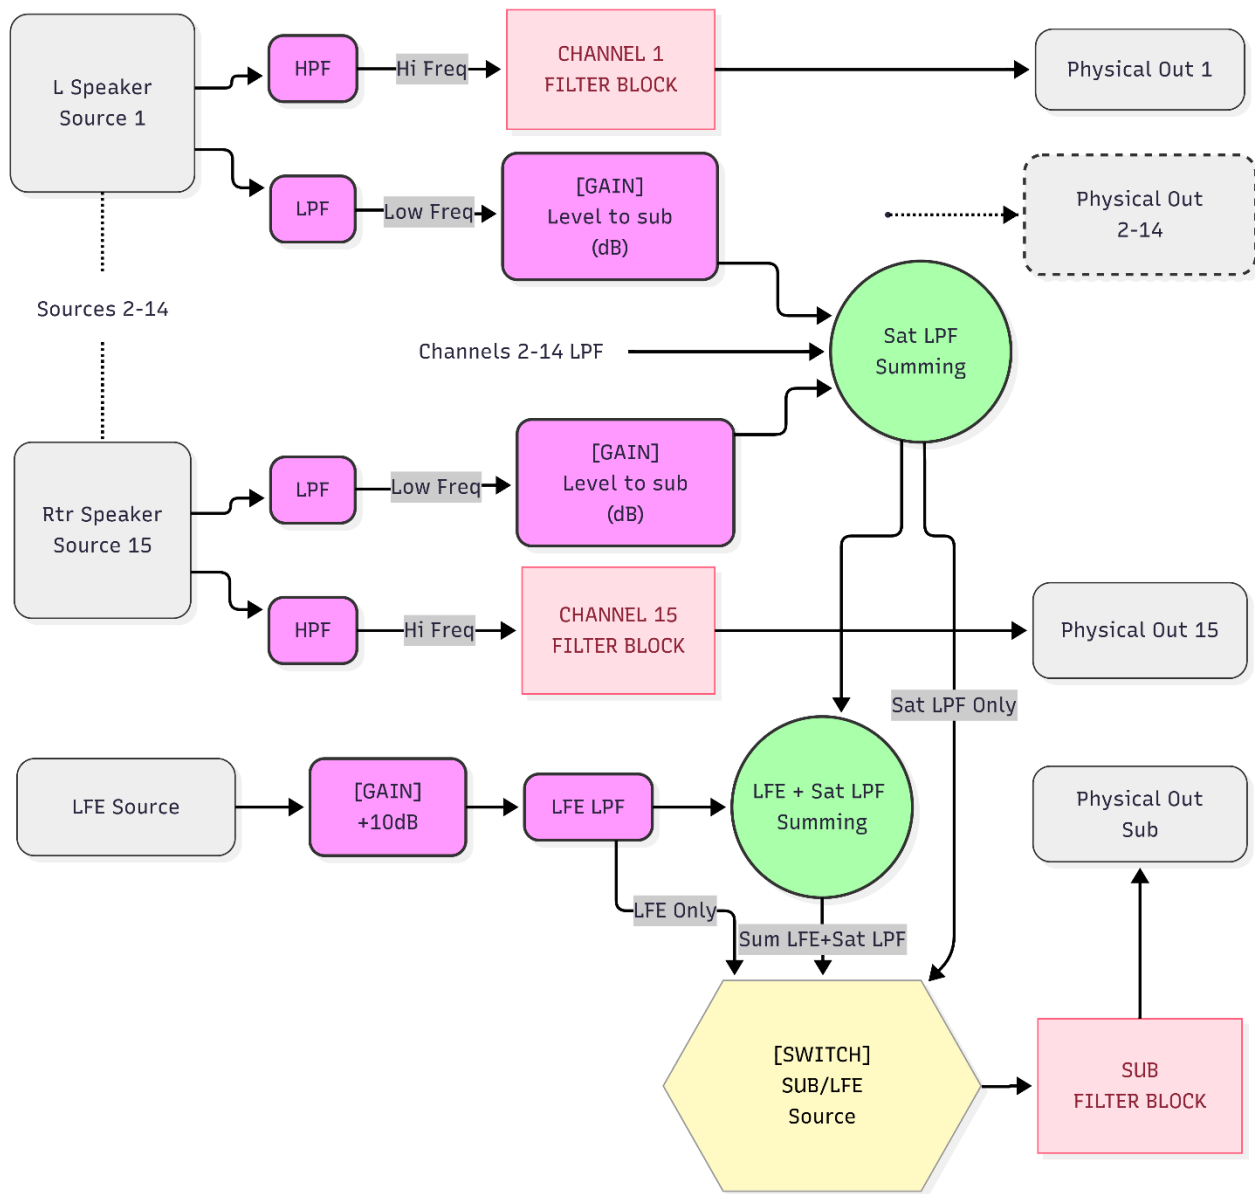 L Speaker
Source 1
HPF
Hi Freq
CHANNEL 1
FILTER BLOCK
Physical Out 1
LPF
Low Freq
[GAIN]
Level to sub
(dB)
Physical Out
2-14
Sources 2-14
Channels 2-14 LPF
Sat LPF
Summing
Rtr Speaker
Source 15
LPF
Low Freq
[GAIN]
Level to sub
(dB)
HPF
Hi Freq
CHANNEL 15
FILTER BLOCK
Physical Out 15
Sat LPF Only
LFE Source
[GAIN]
+10dB
LFE LPF
LFE + Sat LPF
Summing
Physical Out
Sub
LFE Only
Sum LFE+Sat LPF
[SWITCH]
SUB/LFE
Source
SUB
FILTER BLOCK